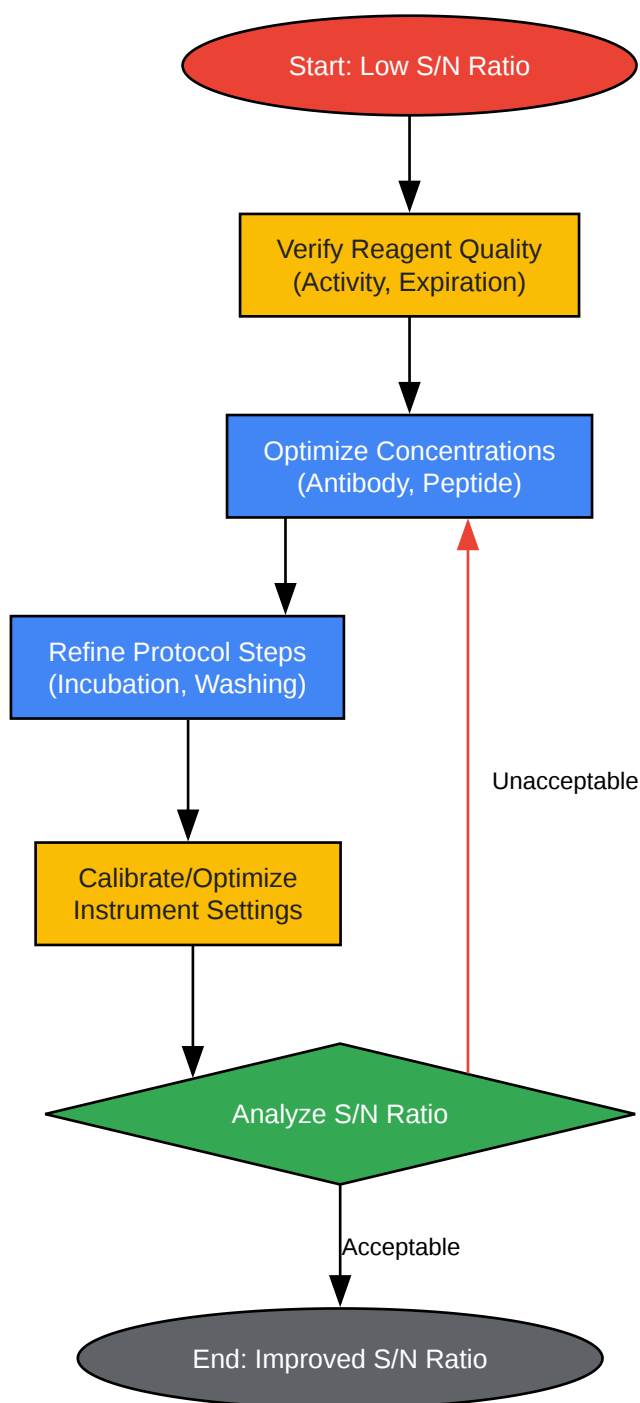 Start: Low S/N Ratio
Verify Reagent Quality
(Activity, Expiration)
Optimize Concentrations
(Antibody, Peptide)
Refine Protocol Steps
(Incubation, Washing)
Unacceptable
Calibrate/Optimize
Instrument Settings
Analyze S/N Ratio
Acceptable
End: Improved S/N Ratio